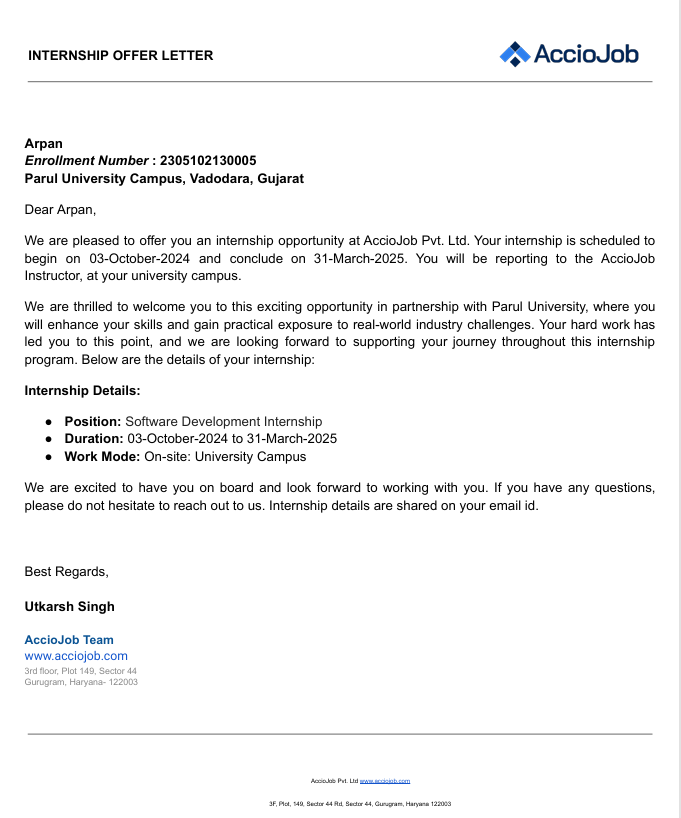 INTERNSHIP OFFER LETTER
AccioJob
Arpan
Enrollment Number : 2305102130005
Parul University Campus, Vadodara, Gujarat
Dear Arpan,
We are pleased to offer you an internship opportunity at AccioJob Pvt. Ltd. Your internship is scheduled to
begin on 03-October-2024 and conclude on 31-March-2025. You will be reporting to the AccioJob
Instructor, at your university campus.
We are thrilled to welcome you to this exciting opportunity in partnership with Parul University, where you
will enhance your skills and gain practical exposure to real-world industry challenges. Your hard work has
led you to this point, and we are looking forward to supporting your journey throughout this internship
program. Below are the details of your internship:
Internship Details:
● Position: Software Development Internship
● Duration: 03-October-2024 to 31-March-2025
● Work Mode: On-site: University Campus
We are excited to have you on board and look forward to working with you. If you have any questions,
please do not hesitate to reach out to us. Internship details are shared on your email id.
Best Regards,
Utkarsh Singh
AccioJob Team
www.acciojob.com
3rd floor, Plot 149, Sector 44
Gurugram, Haryana- 122003
AccioJob Pvt. Ltd www.acciojob.com
3F, Plot, 149, Sector 44 Rd, Sector 44, Gurugram, Haryana 122003